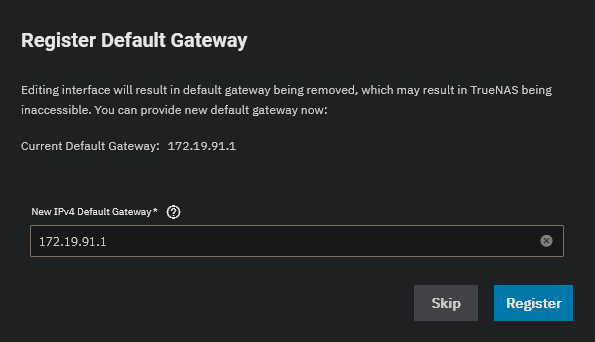 Register Default Gateway
Editing interface will result in default gateway being removed, which may result in TrueNAS being
inaccessible. You can provide new default gateway now:
Current Default Gateway: 172.19.91.1
New IPv4 Default Gateway*
172.19.91.1
Skip Register